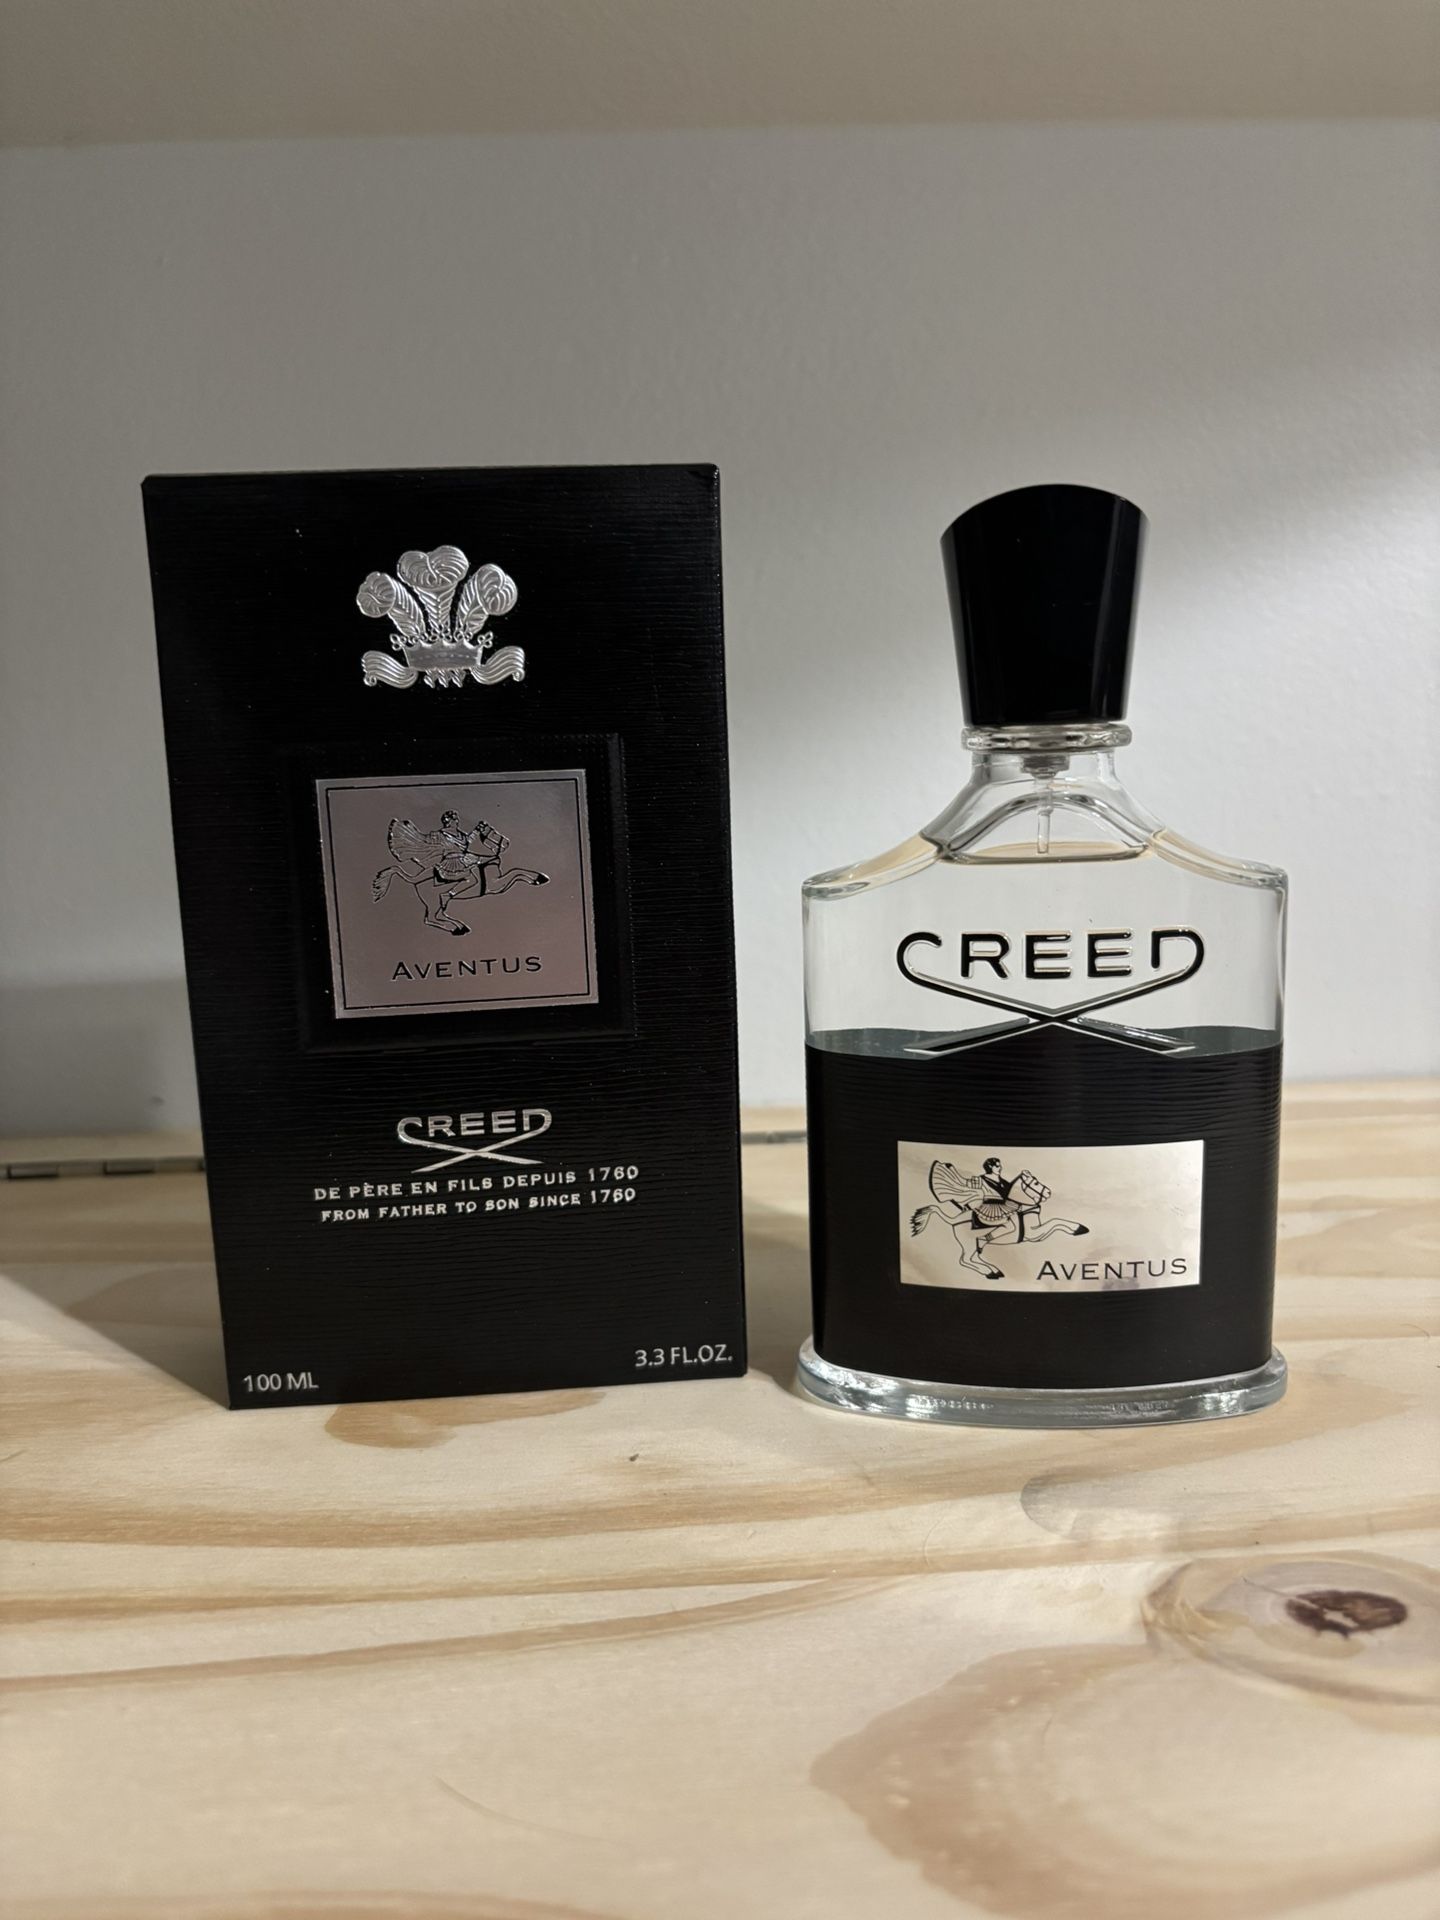 AVENTUS
CREED
DE PÈRE EN FILS DEPUIS 1760
FROM FATHER TO SON SINCE 1760
100 ML
3.3 FL.OZ.
CREED
AVENTUS